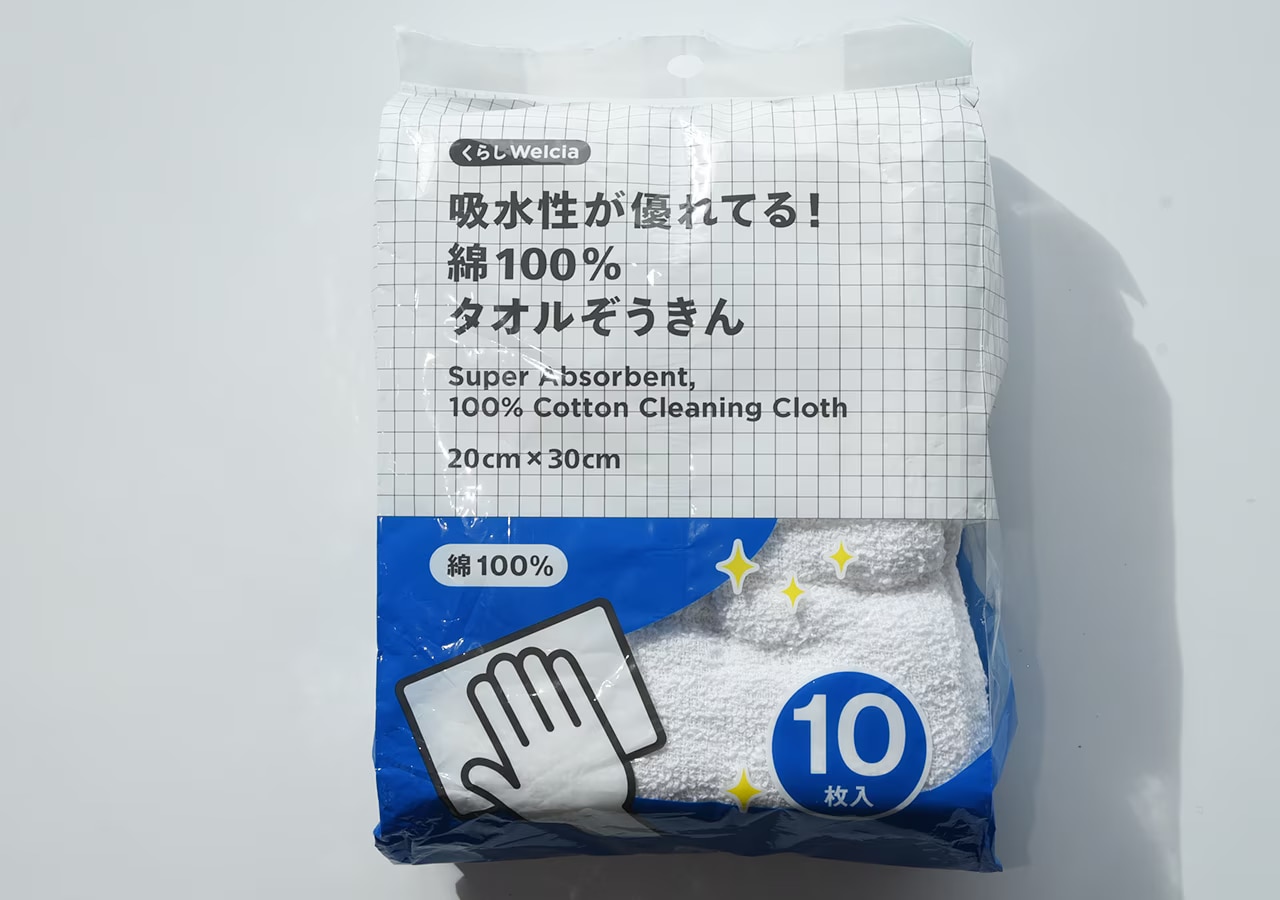 くらしWelcia
吸水性が優れてる!
綿100%
タオルぞうきん
Super Absorbent,
100% Cotton Cleaning Cloth
20cm×30cm
綿100%
10
枚入